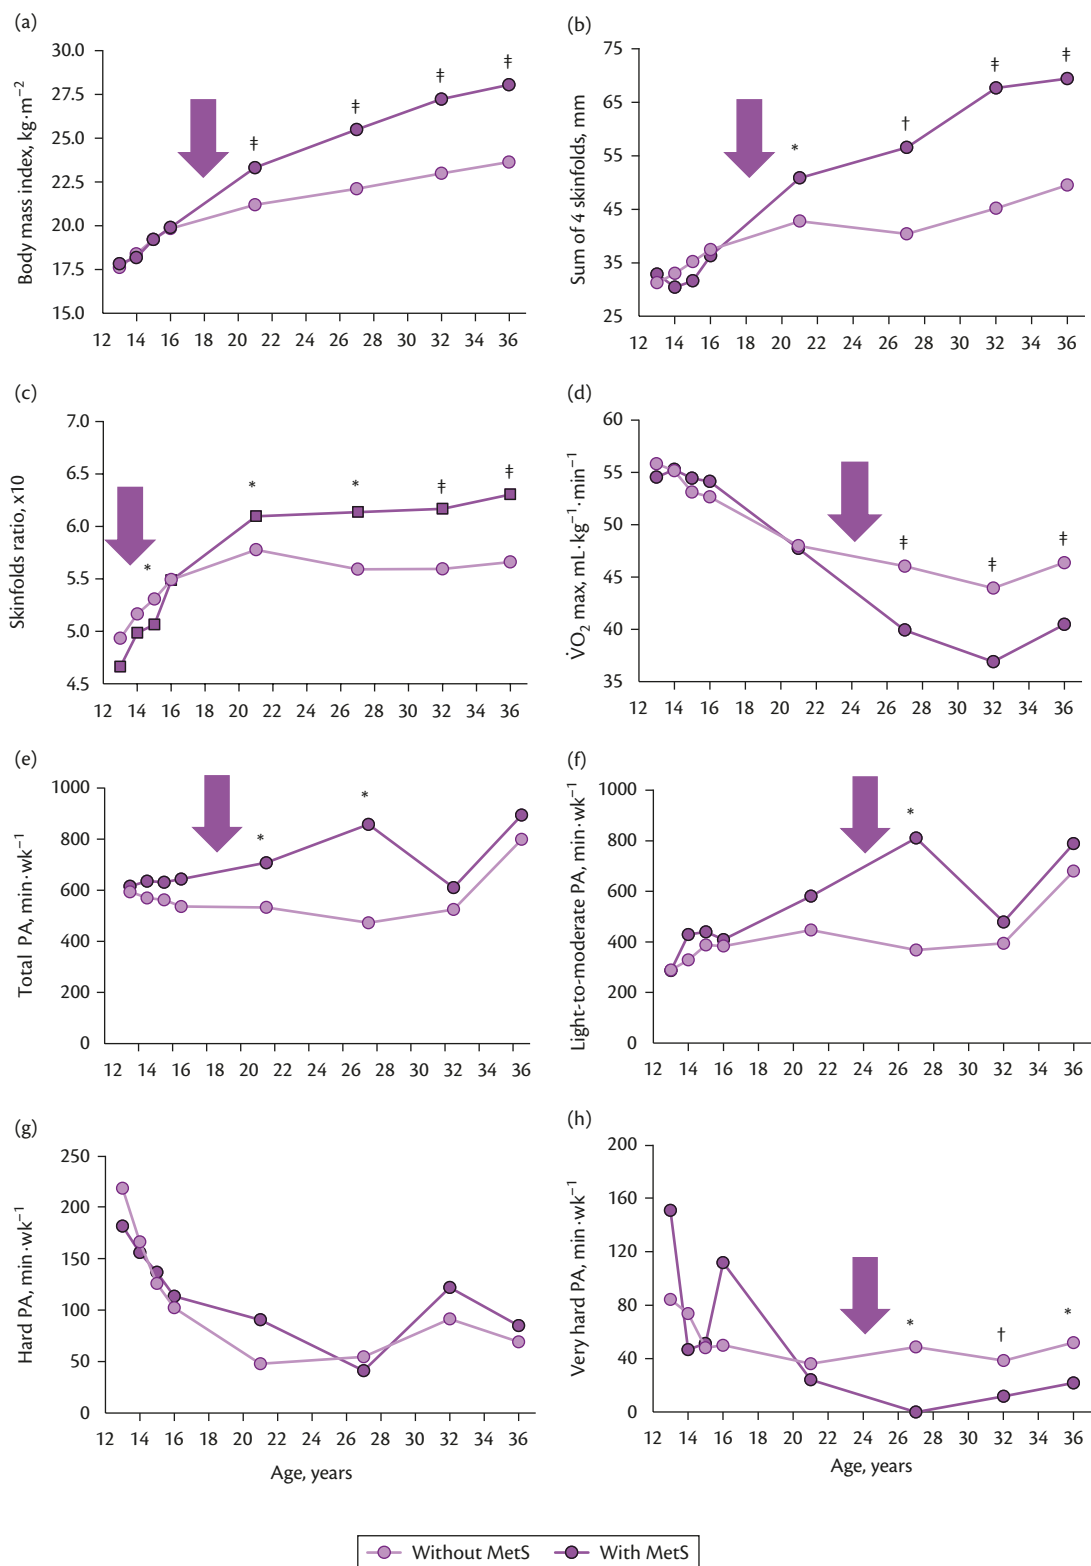 (a)
Body mass index, kg·m−2
30.0
27.5
25.0
22.5
20.0
17.5
15.0
‡ ‡ ‡ ‡
12 14 16 18 20 22 24 26 28 30 32 34 36
(b)
Sum of 4 skinfolds, mm
75
65
55
45
35
25
* † ‡ ‡
12 14 16 18 20 22 24 26 28 30 32 34 36
(c)
Skinfolds ratio, x10
7.0
6.5
6.0
5.5
5.0
4.5
* * * ‡ ‡
12 14 16 18 20 22 24 26 28 30 32 34 36
(d)
V̇O2 max, mL·kg−1·min−1
60
55
50
45
40
35
‡ ‡ ‡
12 14 16 18 20 22 24 26 28 30 32 34 36
(e)
Total PA, min·wk−1
1000
800
600
400
200
0
* *
12 14 16 18 20 22 24 26 28 30 32 34 36
(f)
Light-to-moderate PA, min·wk−1
1000
800
600
400
200
0
*
12 14 16 18 20 22 24 26 28 30 32 34 36
(g)
Hard PA, min·wk−1
250
200
150
100
50
0
12 14 16 18 20 22 24 26 28 30 32 34 36
Age, years
(h)
Very hard PA, min·wk−1
200
160
120
80
40
0
* † *
12 14 16 18 20 22 24 26 28 30 32 34 36
Age, years
Without MetS With MetS